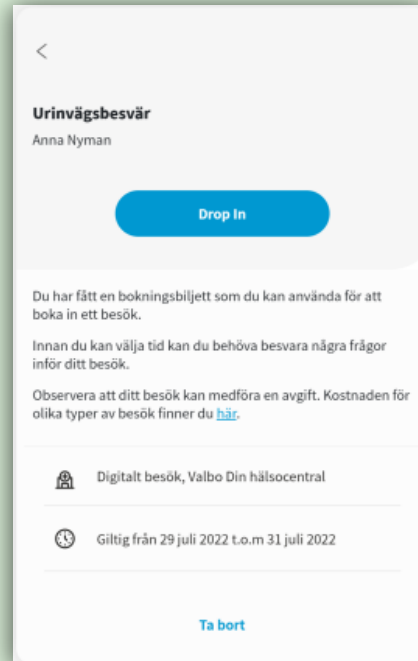 Urinvägsbesvär
Anna Nyman
Drop In
Du har fått en bokningsbiljett som du kan använda för att
boka in ett besök.
Innan du kan välja tid kan du behöva besvara några frågor
inför ditt besök.
Observera att ditt besök kan medföra en avgift. Kostnaden för
olika typer av besök finner du här.
Digitalt besök, Valbo Din hälsocentral
Giltig från 29 juli 2022 t.o.m 31 juli 2022
Ta bort